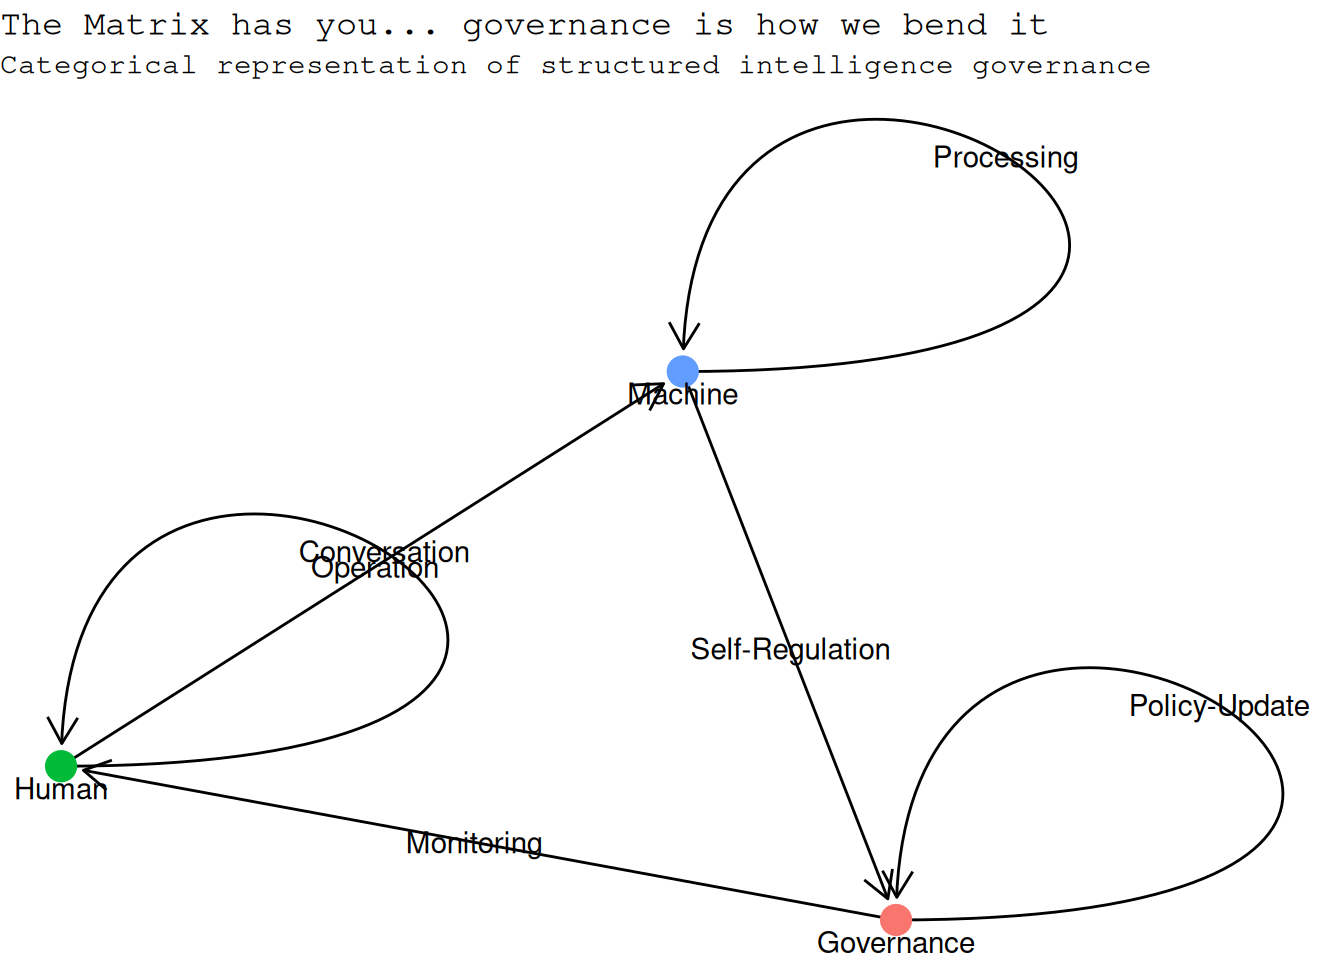 The Matrix has you... governance is how we bend it
Categorical representation of structured intelligence governance
Processing
Machine
Conversation
Operation
Self-Regulation
Policy-Update
Human
Monitoring
Governance